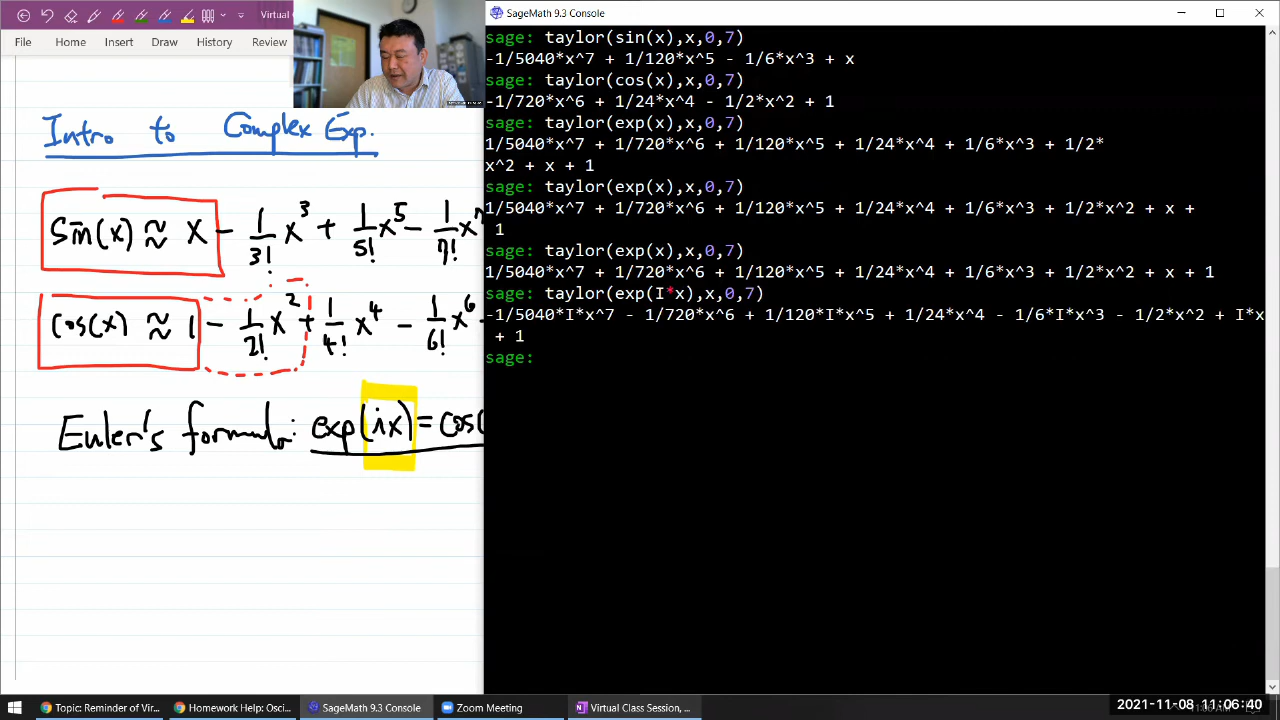 Virtual
File Home Insert Draw History Review
Intro to Complex Exp.
Sin(x) ≈ x - 1/3! x^3 + 1/5! x^5 - 1/7! x^7
Cos(x) ≈ 1 - 1/2! x^2 + 1/4! x^4 - 1/6! x^6
Euler's formula: exp(ix) = cos(
SageMath 9.3 Console
sage: taylor(sin(x),x,0,7)
-1/5040*x^7 + 1/120*x^5 - 1/6*x^3 + x
sage: taylor(cos(x),x,0,7)
-1/720*x^6 + 1/24*x^4 - 1/2*x^2 + 1
sage: taylor(exp(x),x,0,7)
1/5040*x^7 + 1/720*x^6 + 1/120*x^5 + 1/24*x^4 + 1/6*x^3 + 1/2*
x^2 + x + 1
sage: taylor(exp(x),x,0,7)
1/5040*x^7 + 1/720*x^6 + 1/120*x^5 + 1/24*x^4 + 1/6*x^3 + 1/2*x^2 + x +
1
sage: taylor(exp(x),x,0,7)
1/5040*x^7 + 1/720*x^6 + 1/120*x^5 + 1/24*x^4 + 1/6*x^3 + 1/2*x^2 + x + 1
sage: taylor(exp(I*x),x,0,7)
-1/5040*I*x^7 - 1/720*x^6 + 1/120*I*x^5 + 1/24*x^4 - 1/6*I*x^3 - 1/2*x^2 + I*x
+ 1
sage:
Topic: Reminder of Vir... Homework Help: Osci... SageMath 9.3 Console Zoom Meeting Virtual Class Session, ...
2021-11-08 11:06:40